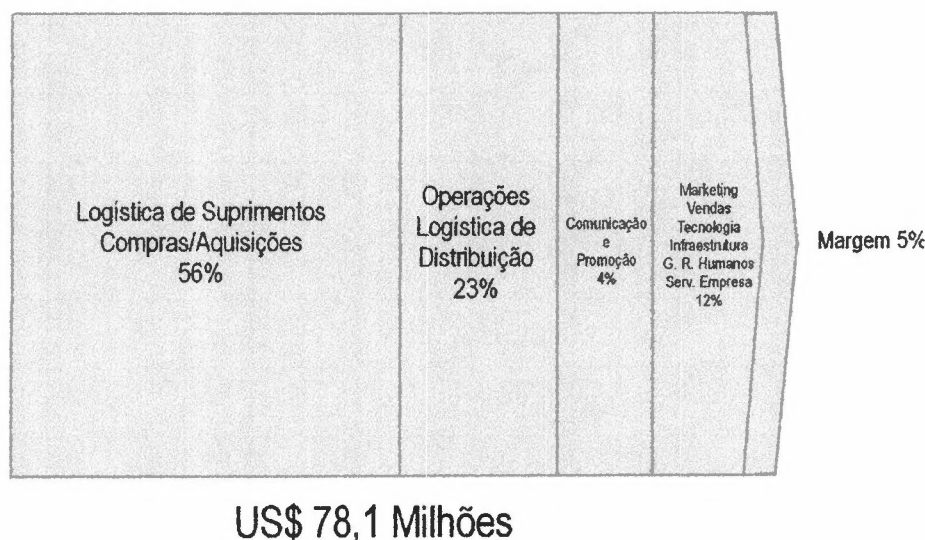 Logística de Suprimentos
Compras/Aquisições
56%
Operações
Logística de
Distribuição
23%
Comunicação
e
Promoção
4%
Marketing
Vendas
Tecnologia
Infraestrutura
G. R. Humanos
Serv. Empresa
12%
Margem 5%
US$ 78,1 Milhões